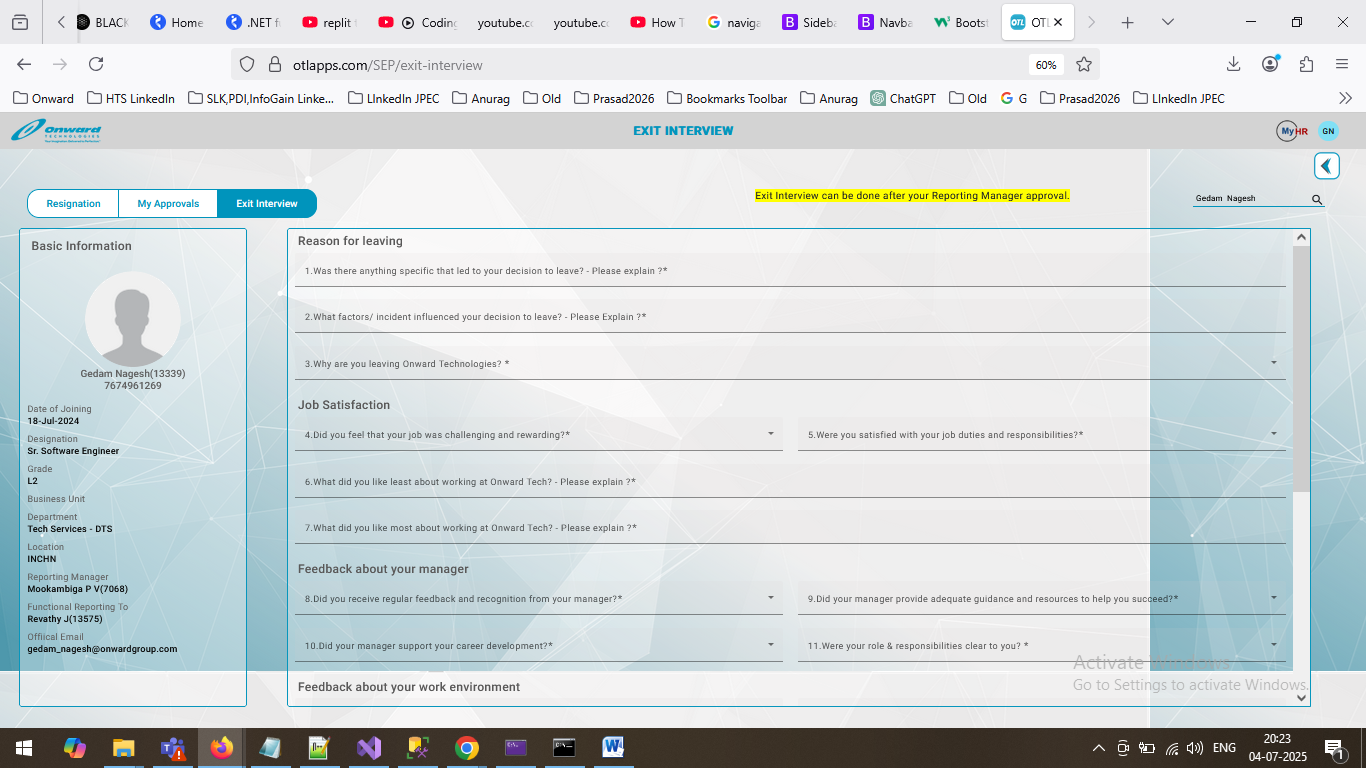 BLACK
Home
.NET f
replit
Coding
youtube.c
youtube.c
How T
naviga
Sideba
Navba
Bootst
OTL
otlapps.com/SEP/exit-interview
60%
Onward
HTS LinkedIn
SLK,PDI,InfoGain Linke...
LInkedIn JPEC
Anurag
Old
Prasad2026
Bookmarks Toolbar
Anurag
ChatGPT
Old
G
Prasad2026
LInkedIn JPEC
Onward
TECHNOLOGIES
EXIT INTERVIEW
MyHR
GN
Resignation
My Approvals
Exit Interview
Exit Interview can be done after your Reporting Manager approval.
Gedam Nagesh
Basic Information
Gedam Nagesh(13339)
7674961269
Date of Joining
18-Jul-2024
Designation
Sr. Software Engineer
Grade
L2
Business Unit
Department
Tech Services - DTS
Location
INCHN
Reporting Manager
Mookambiga P V(7068)
Functional Reporting To
Revathy J(13575)
Offiical Email
gedam_nagesh@onwardgroup.com
Reason for leaving
1.Was there anything specific that led to your decision to leave? - Please explain ?*
2.What factors/ incident influenced your decision to leave? - Please Explain ?*
3.Why are you leaving Onward Technologies? *
Job Satisfaction
4.Did you feel that your job was challenging and rewarding?*
5.Were you satisfied with your job duties and responsibilities?*
6.What did you like least about working at Onward Tech? - Please explain ?*
7.What did you like most about working at Onward Tech? - Please explain ?*
Feedback about your manager
8.Did you receive regular feedback and recognition from your manager?*
9.Did your manager provide adequate guidance and resources to help you succeed?*
10.Did your manager support your career development?*
11.Were your role & responsibilities clear to you? *
Feedback about your work environment
Activate Windows
Go to Settings to activate Windows.
ENG
20:23
04-07-2025
1